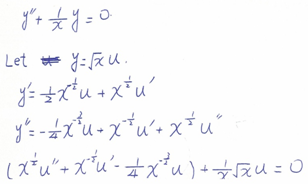 y'' + 1/x y = 0
Let y = √x u.
y' = 1/2 x^{-1/2} u + x^{1/2} u'
y'' = -1/4 x^{-3/2} u + x^{-1/2} u' + x^{1/2} u''
(x^{1/2} u'' + x^{-1/2} u' - 1/4 x^{-3/2} u) + 1/x √x u = 0